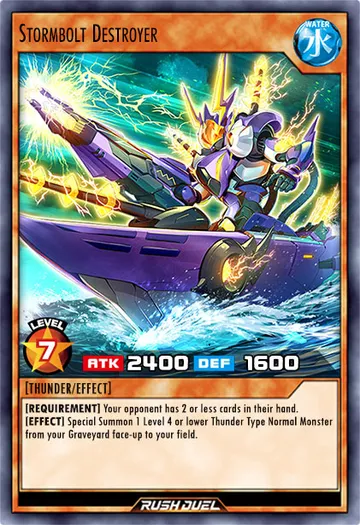 Stormbolt Destroyer
WATER
水
LEVEL
7
ATK 2400 DEF 1600
[THUNDER/EFFECT]
[REQUIREMENT] Your opponent has 2 or less cards in their hand.
[EFFECT] Special Summon 1 Level 4 or lower Thunder Type Normal Monster
from your Graveyard face-up to your field.
RUSH DUEL